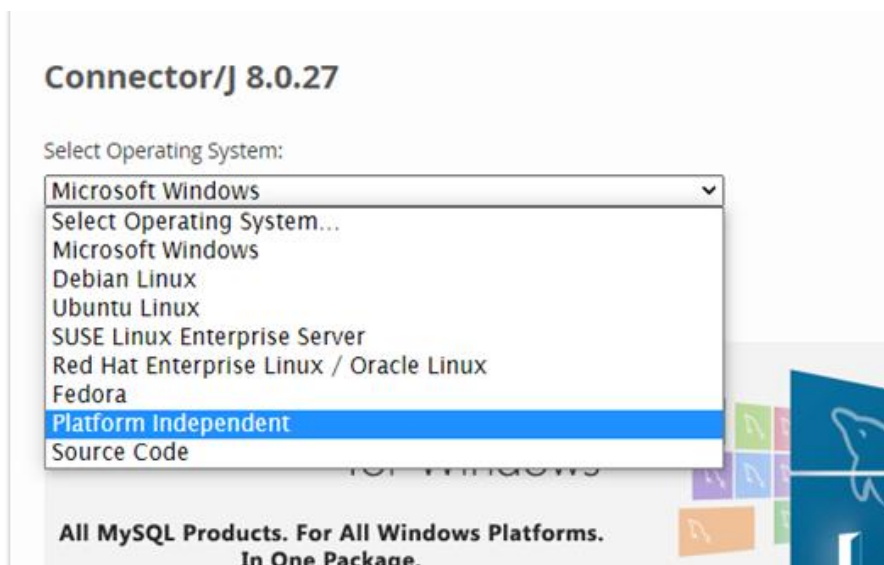 Connector/J 8.0.27
Select Operating System:
Microsoft Windows
Select Operating System...
Microsoft Windows
Debian Linux
Ubuntu Linux
SUSE Linux Enterprise Server
Red Hat Enterprise Linux / Oracle Linux
Fedora
Platform Independent
Source Code
for Windows
All MySQL Products. For All Windows Platforms.
In One Package.